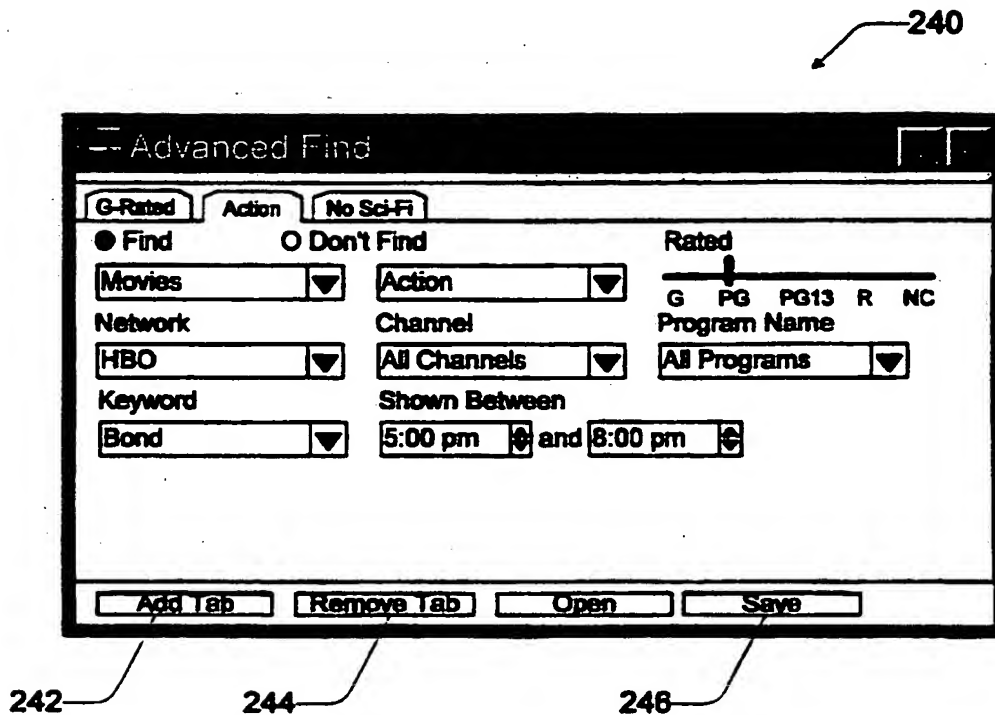 240
Advanced Find
G-Rated Action No Sci-Fi
Find Don't Find Rated
Movies Action
G PG PG13 R NC
Network Channel Program Name
HBO All Channels All Programs
Keyword Shown Between
Bond 5:00 pm and 8:00 pm
Add Tab Remove Tab Open Save
242 244 246